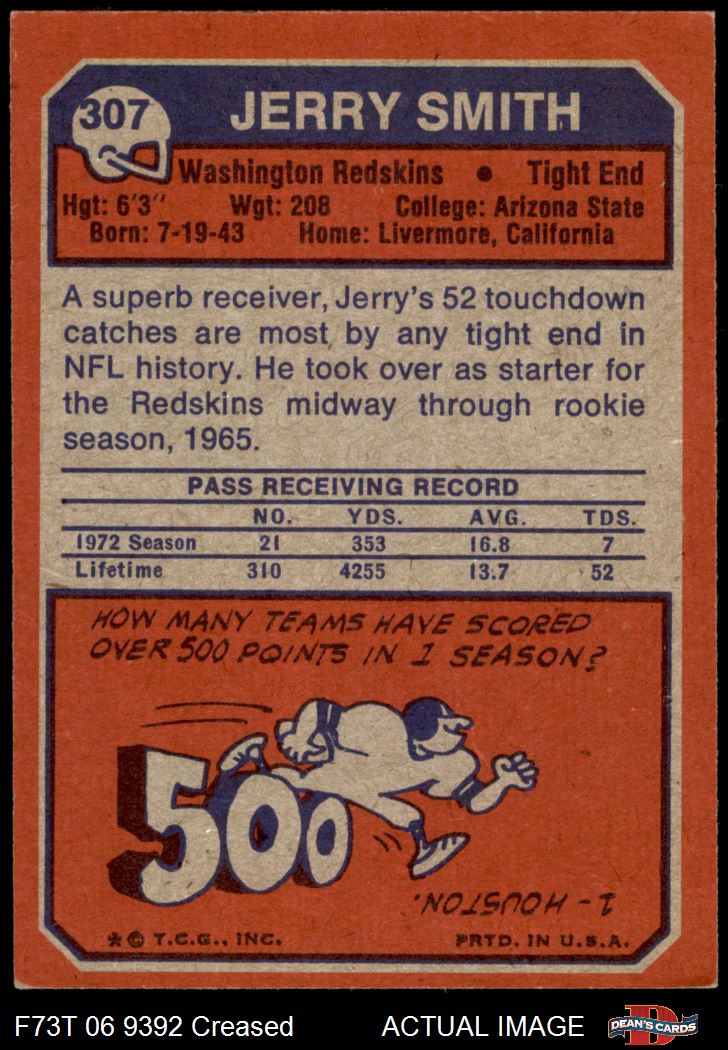 307
JERRY SMITH
Washington Redskins • Tight End
Hgt: 6'3" Wgt: 208 College: Arizona State
Born: 7-19-43 Home: Livermore, California
A superb receiver, Jerry's 52 touchdown
catches are most by any tight end in
NFL history. He took over as starter for
the Redskins midway through rookie
season, 1965.
PASS RECEIVING RECORD
NO. YDS. AVG. TDS.
1972 Season 21 353 16.8 7
Lifetime 310 4255 13.7 52
HOW MANY TEAMS HAVE SCORED
OVER 500 POINTS IN 1 SEASON?
500
1 - HOUSTON.
* © T.C.G., INC. PRTD. IN U.S.A.
F73T 06 9392 Creased ACTUAL IMAGE
D
DEAN'S CARDS